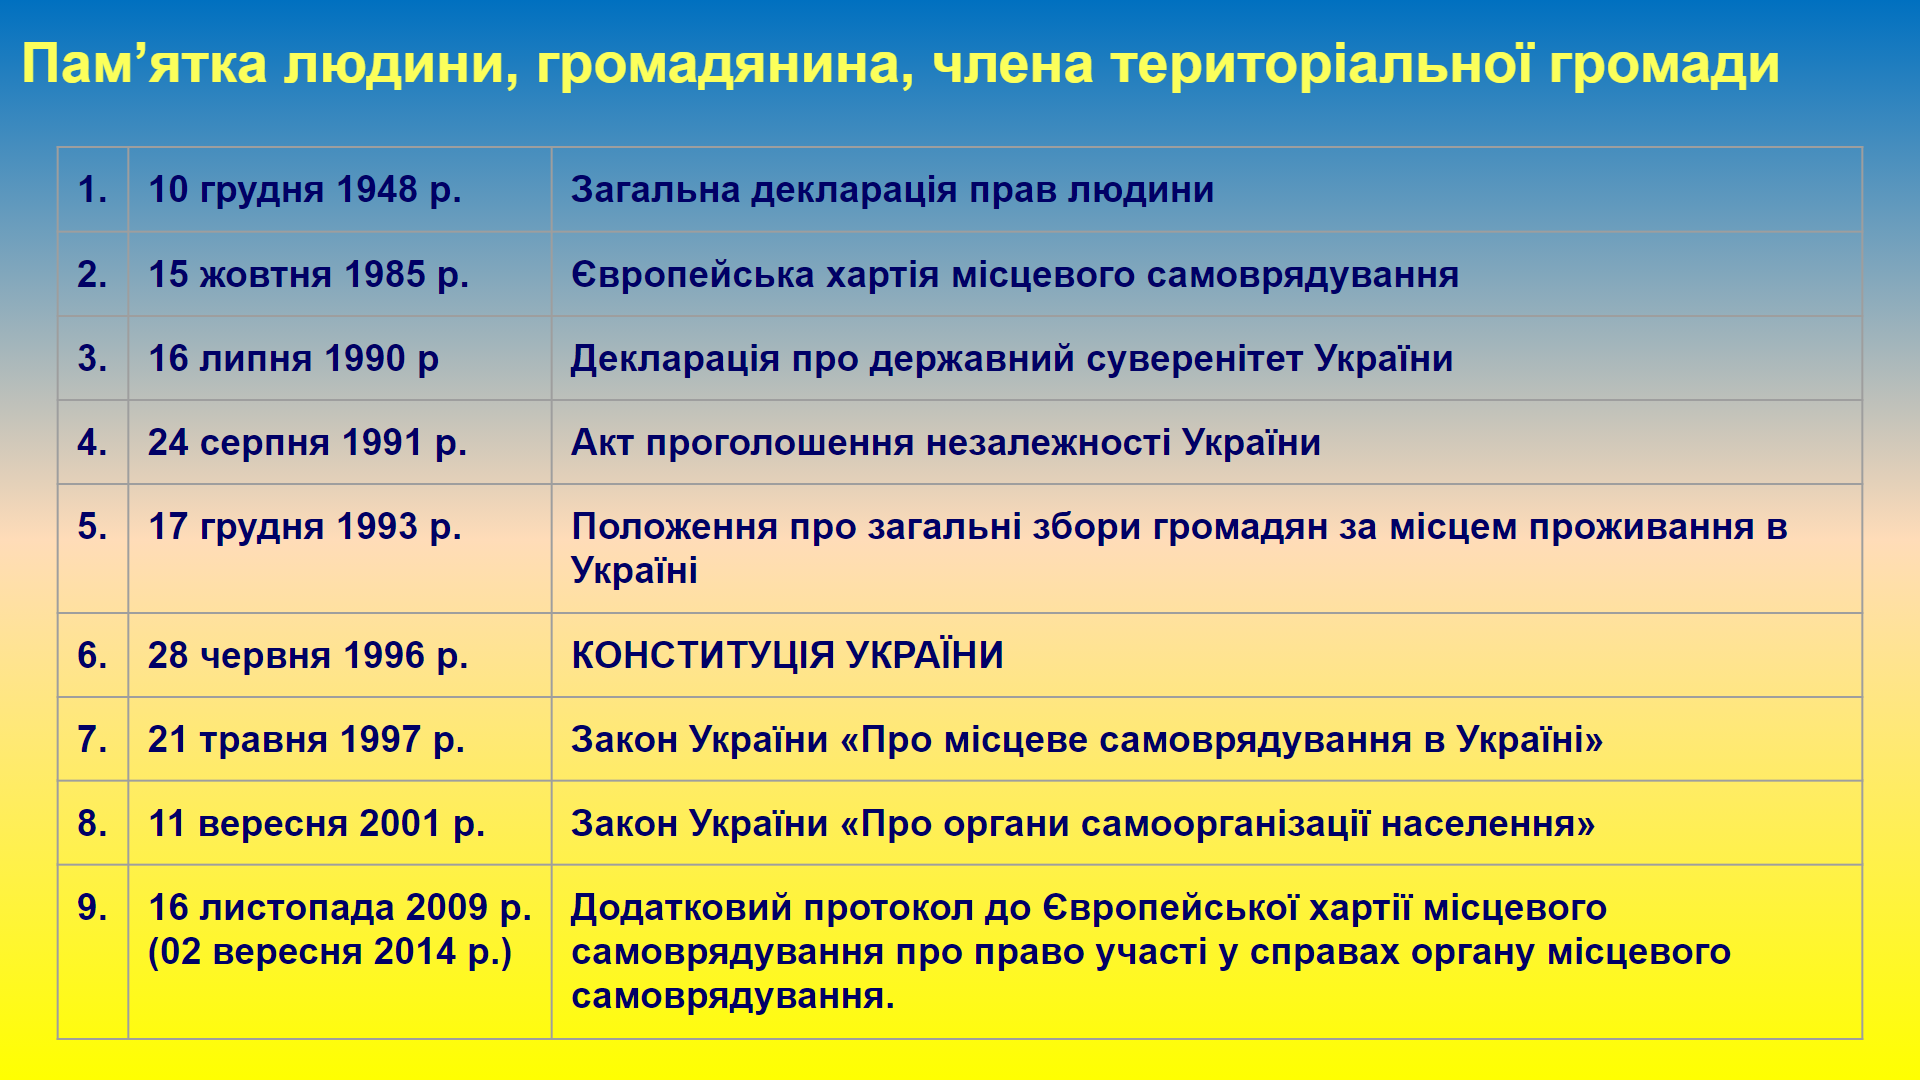 Пам’ятка людини, громадянина, члена територіальної громади
1. 10 грудня 1948 р. Загальна декларація прав людини
2. 15 жовтня 1985 р. Європейська хартія місцевого самоврядування
3. 16 липня 1990 р Декларація про державний суверенітет України
4. 24 серпня 1991 р. Акт проголошення незалежності України
5. 17 грудня 1993 р. Положення про загальні збори громадян за місцем проживання в
Україні
6. 28 червня 1996 р. КОНСТИТУЦІЯ УКРАЇНИ
7. 21 травня 1997 р. Закон України «Про місцеве самоврядування в Україні»
8. 11 вересня 2001 р. Закон України «Про органи самоорганізації населення»
9. 16 листопада 2009 р. Додатковий протокол до Європейської хартії місцевого
(02 вересня 2014 р.) самоврядування про право участі у справах органу місцевого
самоврядування.